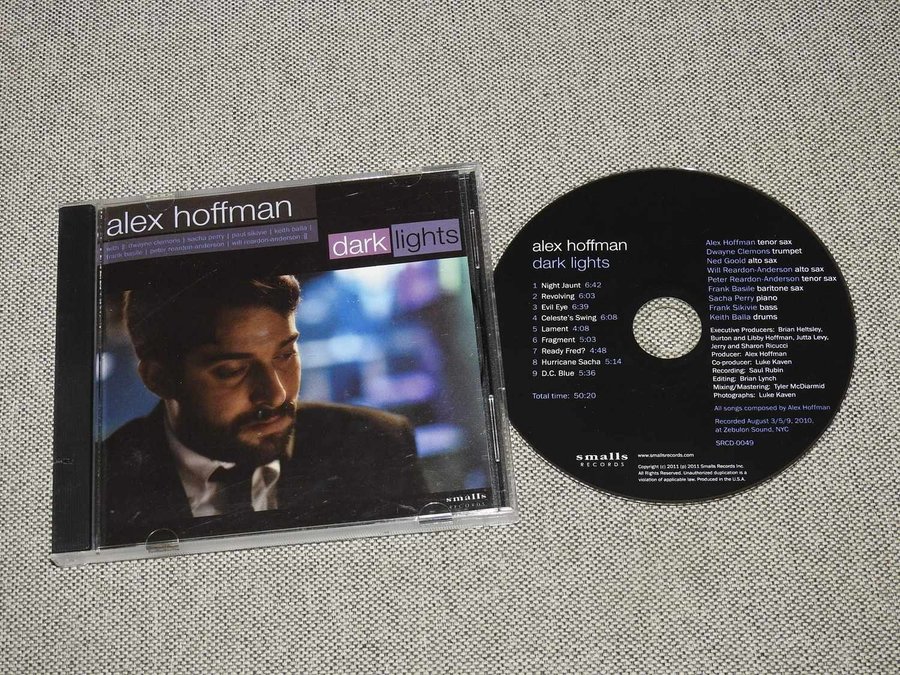 alex hoffman
with || dwayne clemons | sacha perry | paul sikivie | keith balla |
frank basile | peter reardon-anderson | will reardon-anderson ||
dark lights
smalls
RECORDS
alex hoffman
dark lights
1 Night Jaunt 6:42
2 Revolving 6:03
3 Evil Eye 6:39
4 Celeste's Swing 6:08
5 Lament 4:08
6 Fragment 5:03
7 Ready Fred? 4:48
8 Hurricane Sacha 5:14
9 D.C. Blue 5:36
Total time: 50:20
Alex Hoffman tenor sax
Dwayne Clemons trumpet
Ned Goold alto sax
Will Reardon-Anderson alto sax
Peter Reardon-Anderson tenor sax
Frank Basile baritone sax
Sacha Perry piano
Frank Sikivie bass
Keith Balla drums
Executive Producers: Brian Heltsley,
Burton and Libby Hoffman, Jutta Levy,
Jerry and Sharon Ricucci
Producer: Alex Hoffman
Co-producer: Luke Kaven
Recording: Saul Rubin
Editing: Brian Lynch
Mixing/Mastering: Tyler McDiarmid
Photographs: Luke Kaven
All songs composed by Alex Hoffman
Recorded August 3/5/9, 2010,
at Zebulon Sound, NYC
SRCD-0049
smalls
RECORDS
www.smallsrecords.com
Copyright (c) 2011 (p) 2011 Smalls Records Inc.
All Rights Reserved. Unauthorized duplication is a
violation of applicable law. Produced in the U.S.A.